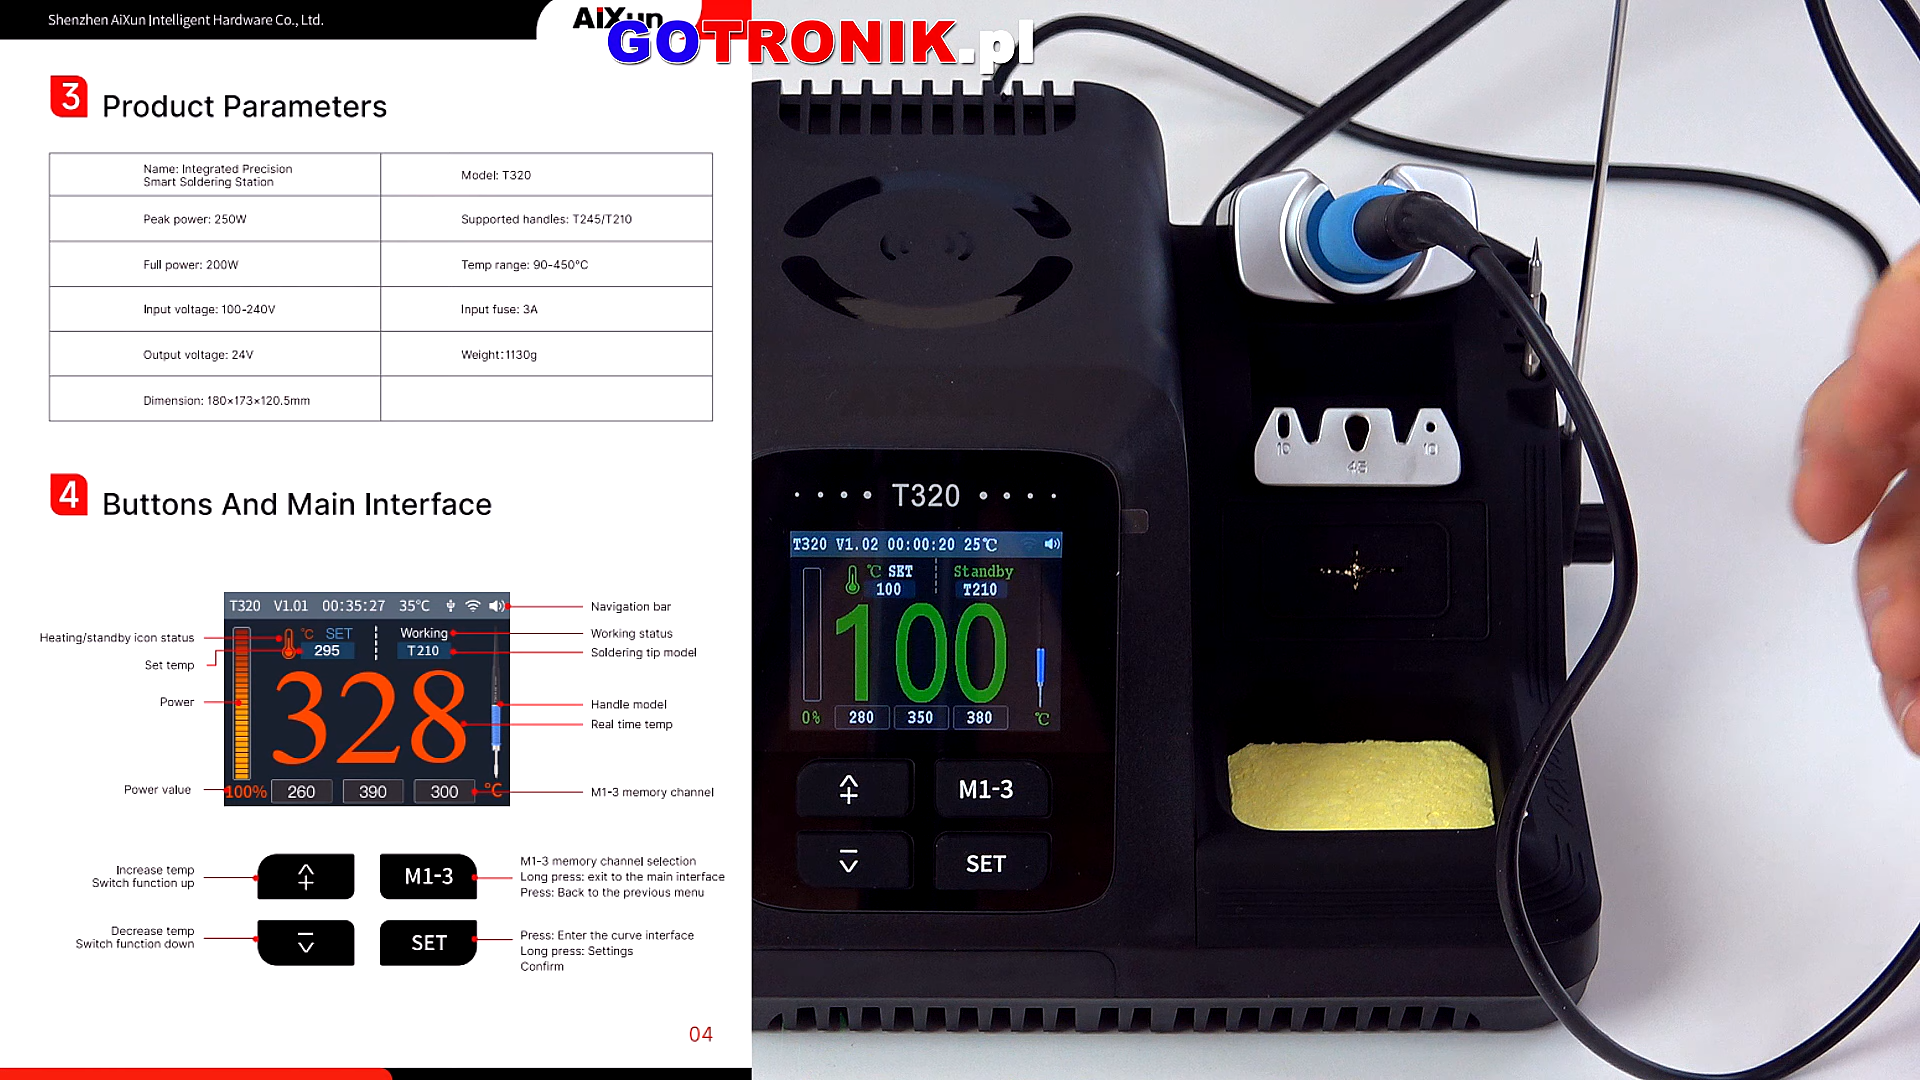 Shenzhen AiXun Intelligent Hardware Co., Ltd.
AiXun
GOTRONIK.pl
3 Product Parameters
Name: Integrated Precision
Smart Soldering Station
Model: T320
Peak power: 250W
Supported handles: T245/T210
Full power: 200W
Temp range: 90-450°C
Input voltage: 100-240V
Input fuse: 3A
Output voltage: 24V
Weight: 1130g
Dimension: 180×173×120.5mm
4 Buttons And Main Interface
T320 V1.01 00:35:27 35°C
Navigation bar
Heating/standby icon status
°C SET
Working
Working status
Set temp
295
T210
Soldering tip model
Power
328
Handle model
Real time temp
Power value
100% 260 390 300 °C
M1-3 memory channel
Increase temp
Switch function up
M1-3
M1-3 memory channel selection
Long press: exit to the main interface
Press: Back to the previous menu
Decrease temp
Switch function down
SET
Press: Enter the curve interface
Long press: Settings
Confirm
04
T320
T320 V1.02 00:00:20 25°C
°C SET
Standby
100
T210
100
0% 280 350 380 °C
M1-3
SET
10
45
10